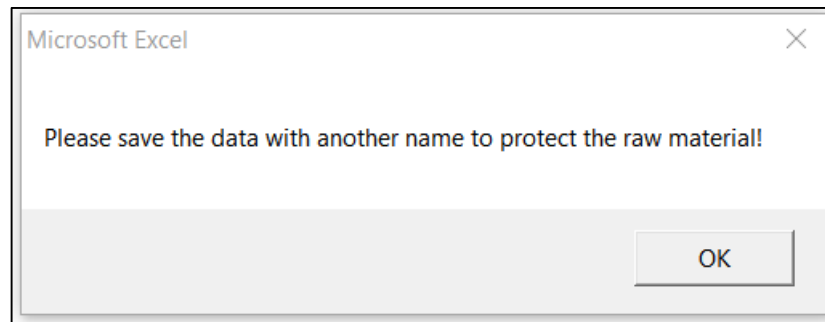 Microsoft Excel
Please save the data with another name to protect the raw material!
OK